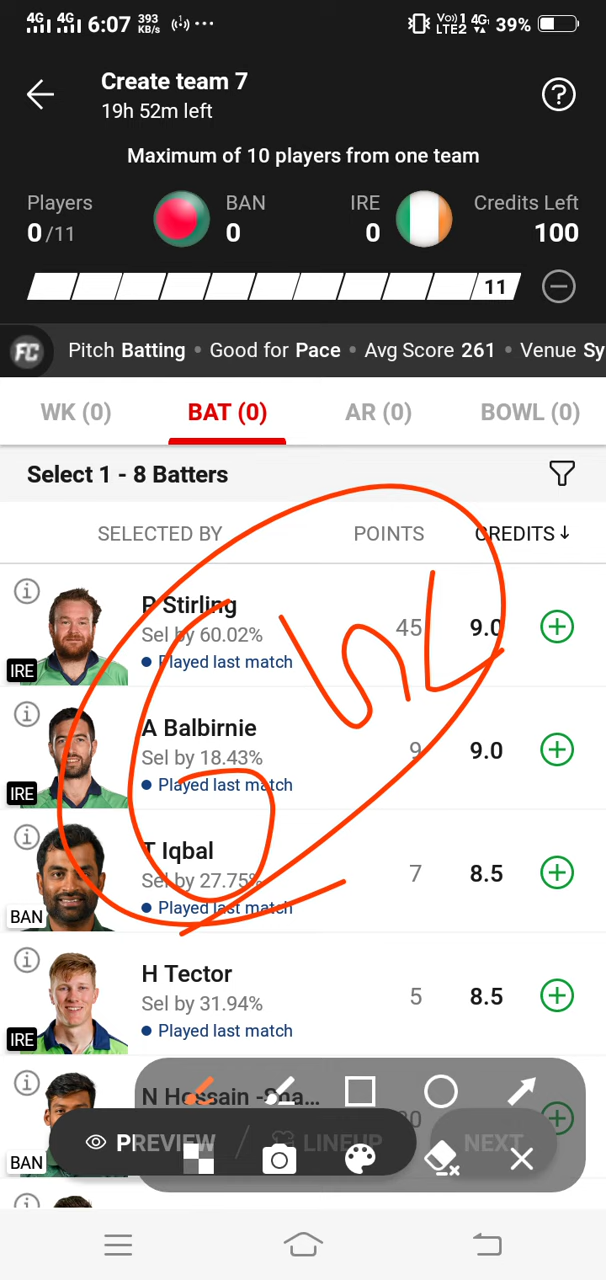 4G 4G 6:07 393 KB/s ... Vo) 1 LTE2 4G 39%
Create team 7
19h 52m left
Maximum of 10 players from one team
Players BAN IRE Credits Left
0/11 0 0 100
11
FC Pitch Batting • Good for Pace • Avg Score 261 • Venue Sy
WK (0) BAT (0) AR (0) BOWL (0)
Select 1 - 8 Batters
SELECTED BY POINTS CREDITS↓
P Stirling
Sel by 60.02% 45 9.0
Played last match
IRE
A Balbirnie
Sel by 18.43% 9 9.0
Played last match
IRE
T Iqbal
Sel by 27.75% 7 8.5
Played last match
BAN
H Tector
Sel by 31.94% 5 8.5
Played last match
IRE
N Hossain -Sha...
BAN
PREVIEW / LINEUP NEXT